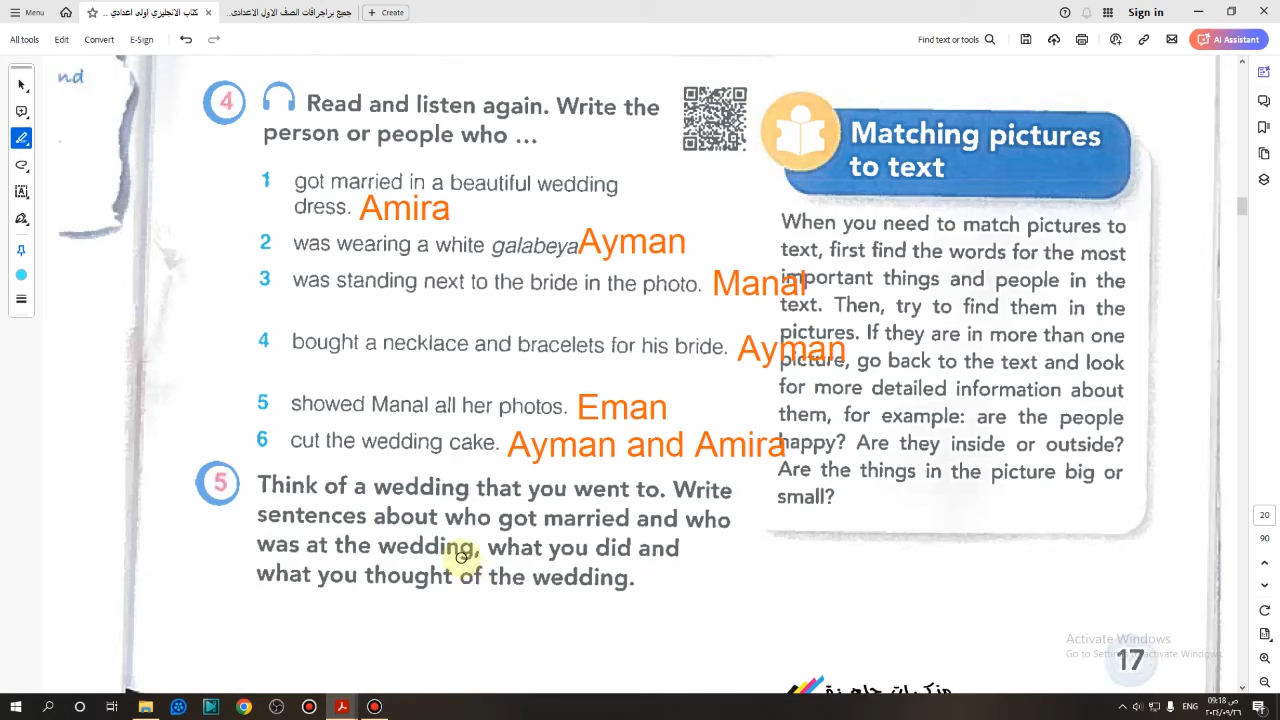 Menu
كتاب الانجليزي اولى اعدادي ..
جميع براجرافات الصف الاول الاعدادى..
Create
Sign in
All tools Edit Convert E-Sign
Find text or tools
AI Assistant
nd
4 Read and listen again. Write the
person or people who ...
1 got married in a beautiful wedding
dress. Amira
2 was wearing a white galabeya Ayman
3 was standing next to the bride in the photo. Manal
4 bought a necklace and bracelets for his bride. Ayman
5 showed Manal all her photos. Eman
6 cut the wedding cake. Ayman and Amira
5 Think of a wedding that you went to. Write
sentences about who got married and who
was at the wedding, what you did and
what you thought of the wedding.
Matching pictures
to text
When you need to match pictures to
text, first find the words for the most
important things and people in the
text. Then, try to find them in the
pictures. If they are in more than one
picture, go back to the text and look
for more detailed information about
them, for example: are the people
happy? Are they inside or outside?
Are the things in the picture big or
small?
20
90
Activate Windows
Go to Settings to activate Windows.
17
ENG
09:18 ص